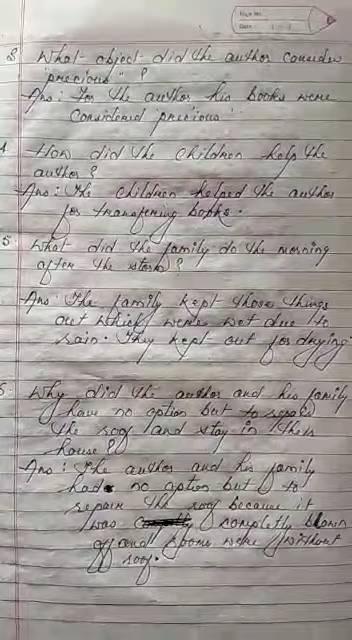 Page No.
Date
3 What object did the author consider
"precious" ?
Ans : For the author his books were
considered precious
4 How did the children help the
author ?
Ans : The children helped the author
for transfering books.
5 What did the family do the morning
after the storm ?
Ans : The family kept those things
out which were wet due to
rain. They kept out for drying
6 Why did the author and his family
have no option but to repair
the roof and stay in their
house ?
Ans : The author and his family
had no option but to
repair the roof because it
was completly blown
off and rooms were without
roof.